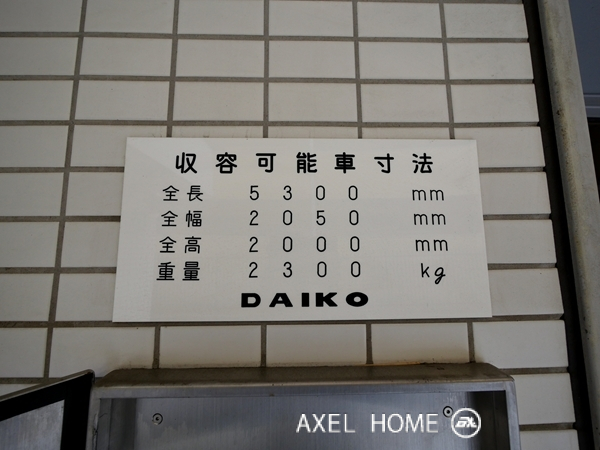 収容可能車寸法
全長 5300 mm
全幅 2050 mm
全高 2000 mm
重量 2300 kg
DAIKO
AXEL HOME